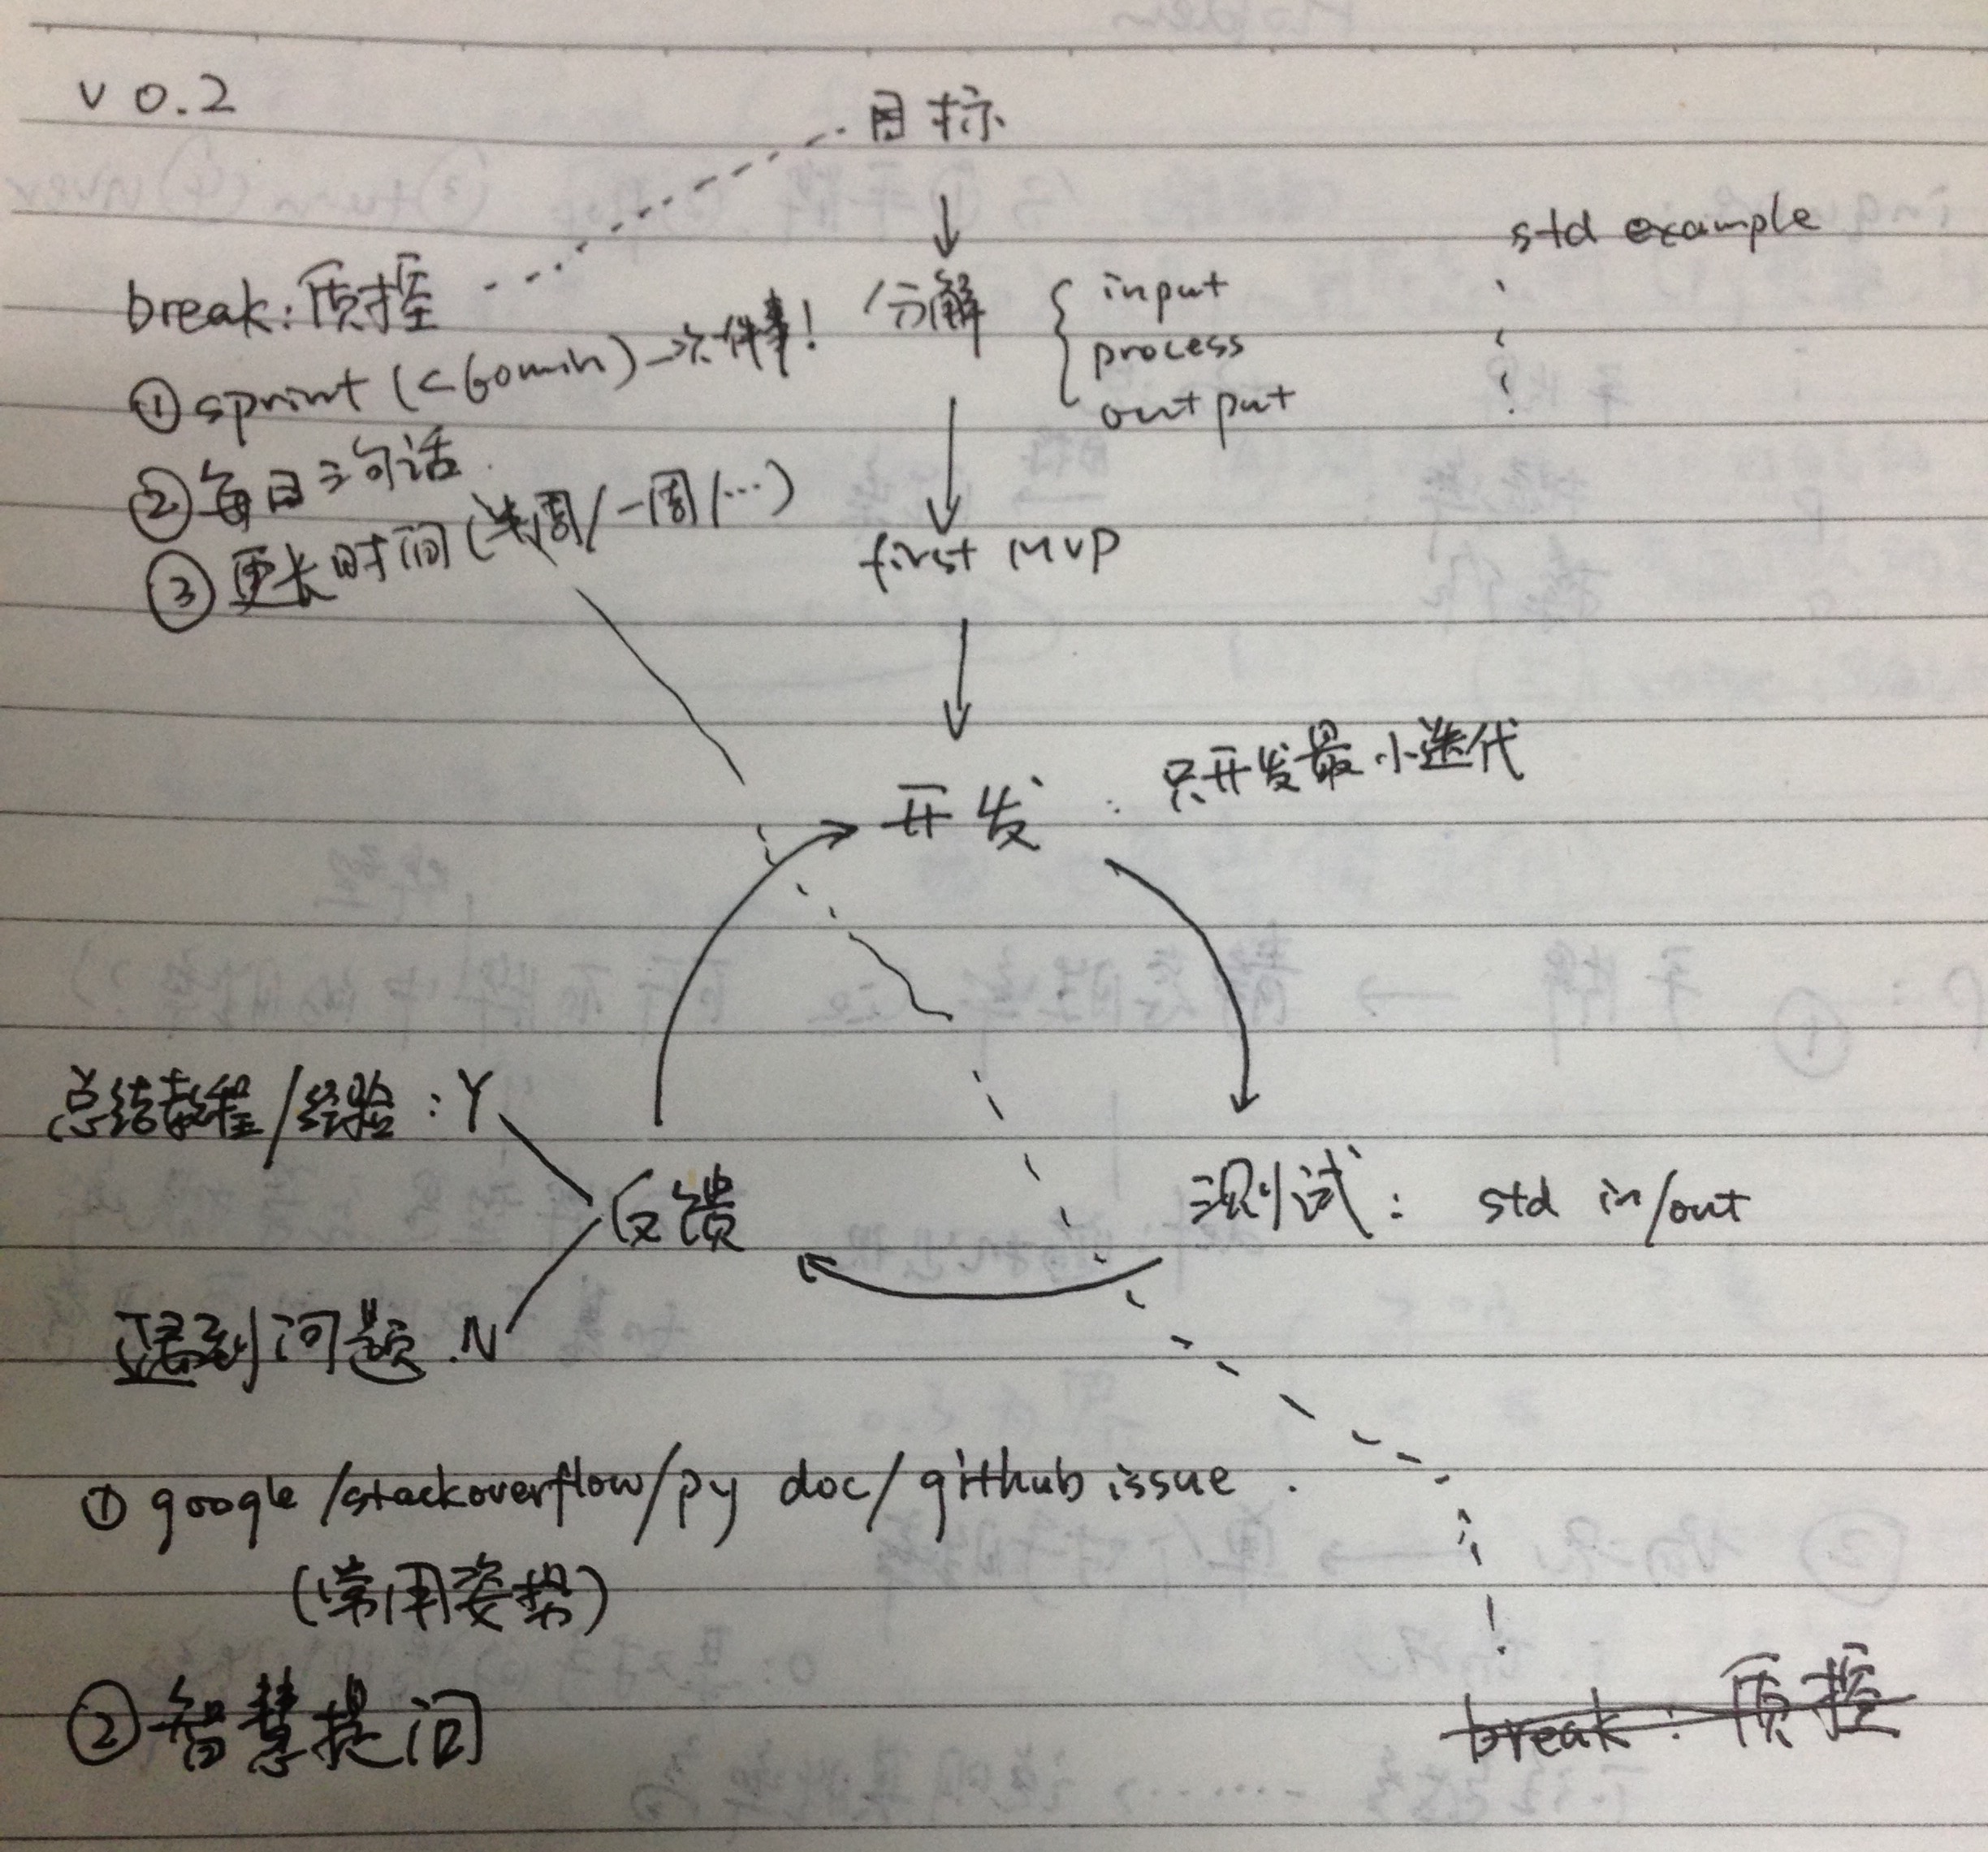 v 0.2
目标
std example
break: 质控
分解
input
process
output
① sprint (<60min) 一次一件事!
② 每日三句话
③ 更长时间 (半周/一周/…)
first MVP
开发 : 只开发最小迭代
总结教程/经验 : Y
反馈
测试 : std in/out
遇到问题 . N
① google/stackoverflow/py doc/github issue .
(常用姿势)
② 智慧提问
break : 质控